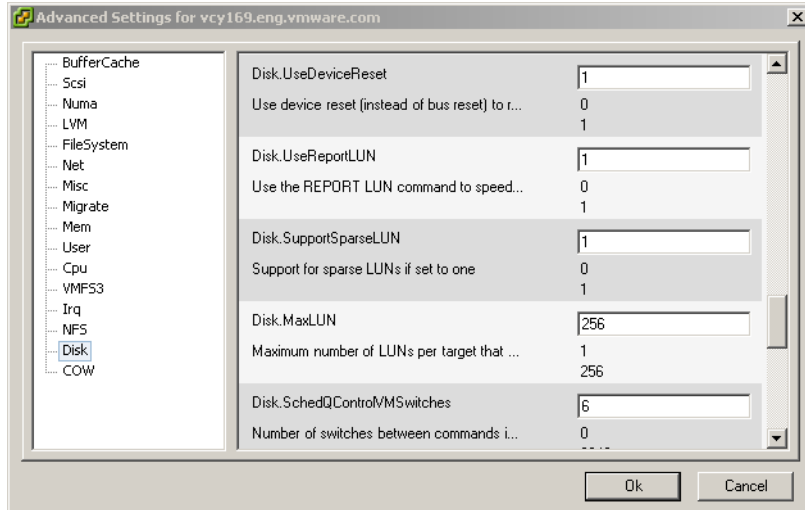 Advanced Settings for vcy169.eng.vmware.com
BufferCache
Scsi
Numa
LVM
FileSystem
Net
Misc
Migrate
Mem
User
Cpu
VMFS3
Irq
NFS
Disk
COW
Disk.UseDeviceReset
1
Use device reset (instead of bus reset) to r...
0
1
Disk.UseReportLUN
1
Use the REPORT LUN command to speed...
0
1
Disk.SupportSparseLUN
1
Support for sparse LUNs if set to one
0
1
Disk.MaxLUN
256
Maximum number of LUNs per target that ...
1
256
Disk.SchedQControlVMSwitches
6
Number of switches between commands i...
0
Ok
Cancel